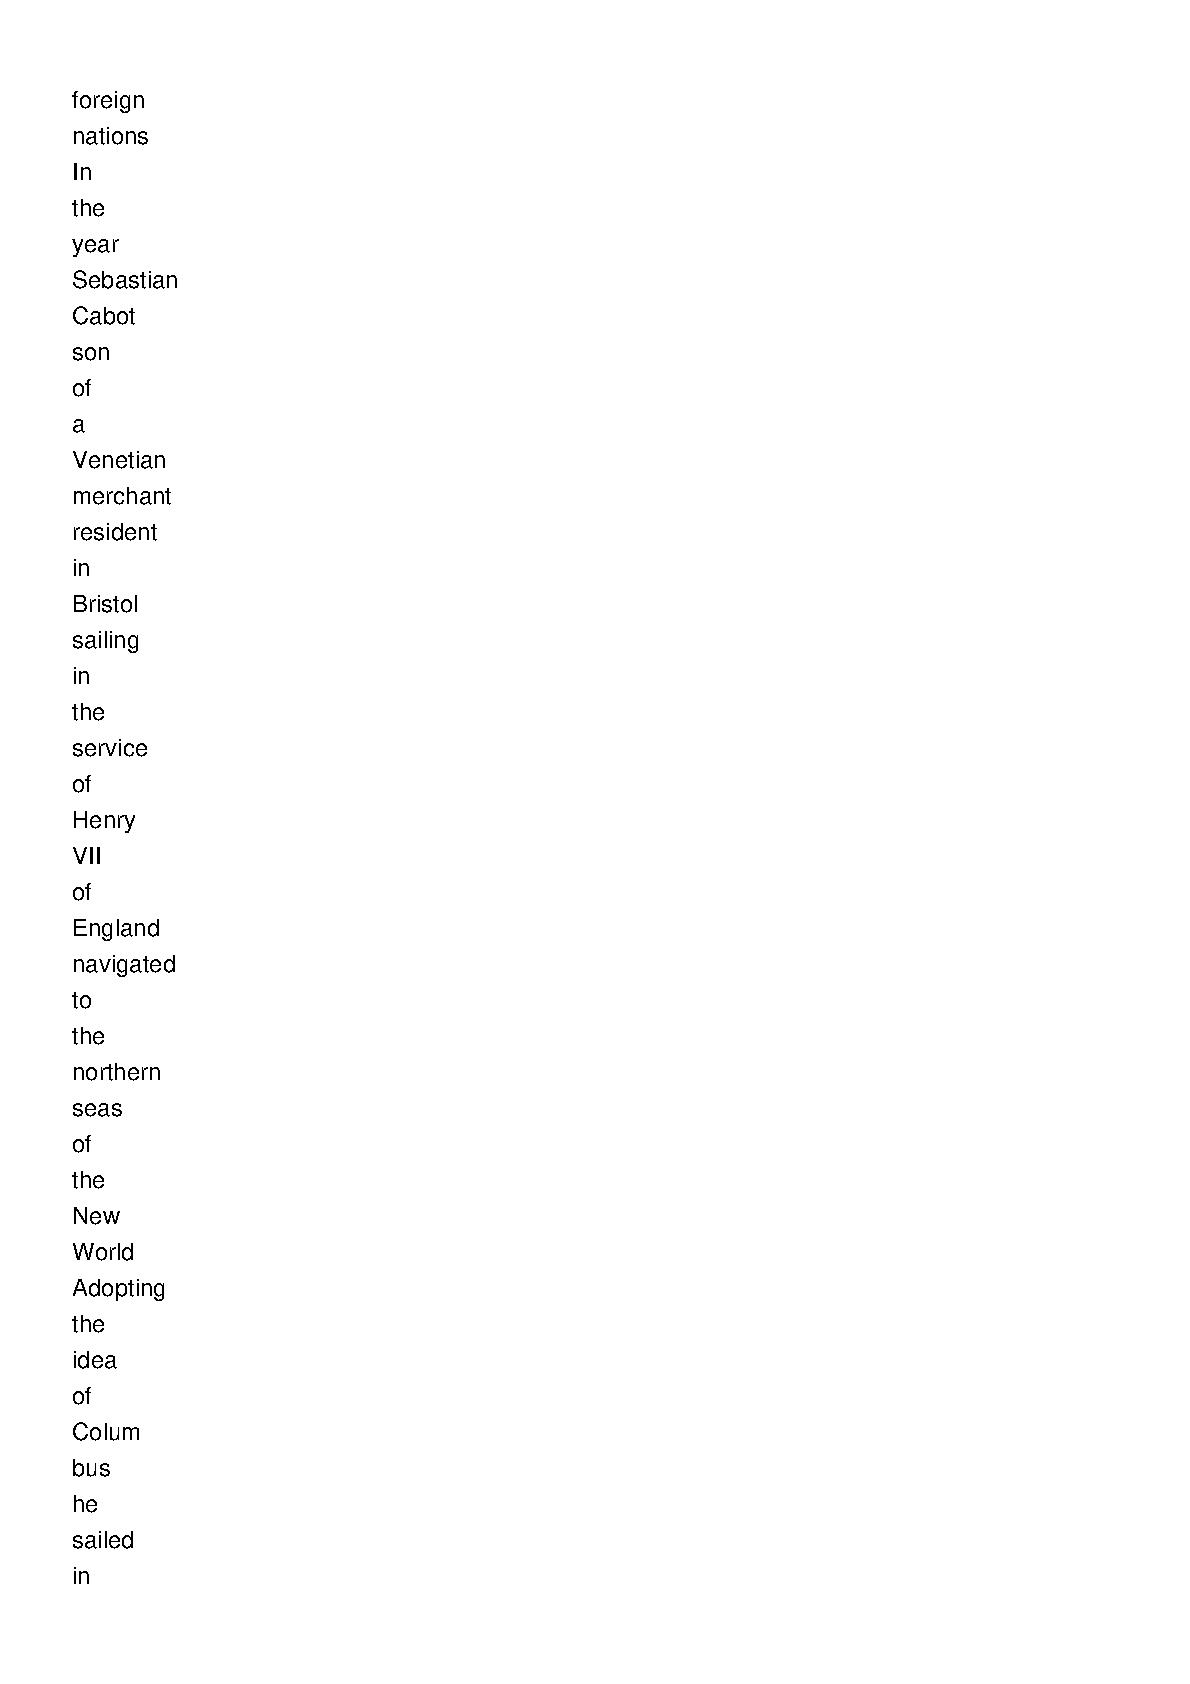 foreign
nations
In
the
year
Sebastian
Cabot
son
of
a
Venetian
merchant
resident
in
Bristol
sailing
in
the
service
of
Henry
VII
of
England
navigated
to
the
northern
seas
of
the
New
World
Adopting
the
idea
of
Colum
bus
he
sailed
in